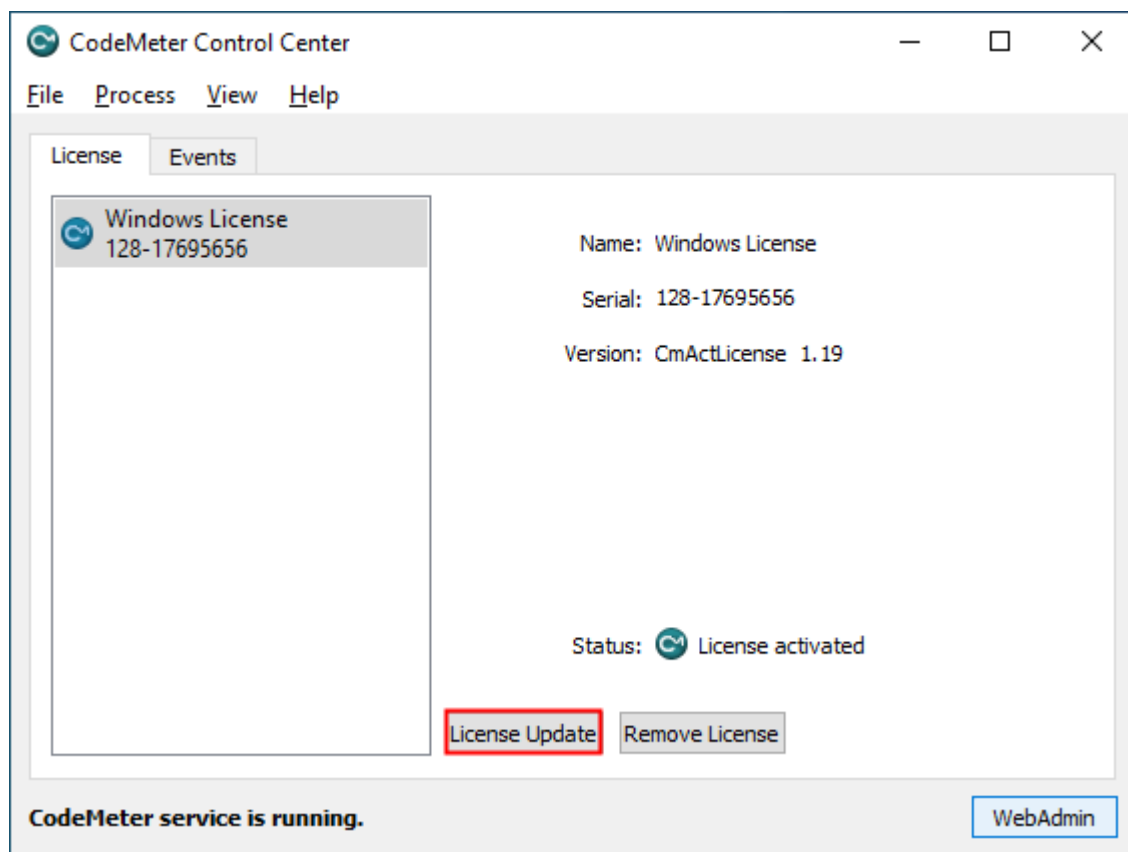 CodeMeter Control Center
File Process View Help
License Events
Windows License
128-17695656
Name: Windows License
Serial: 128-17695656
Version: CmActLicense 1.19
Status: License activated
License Update Remove License
CodeMeter service is running.
WebAdmin